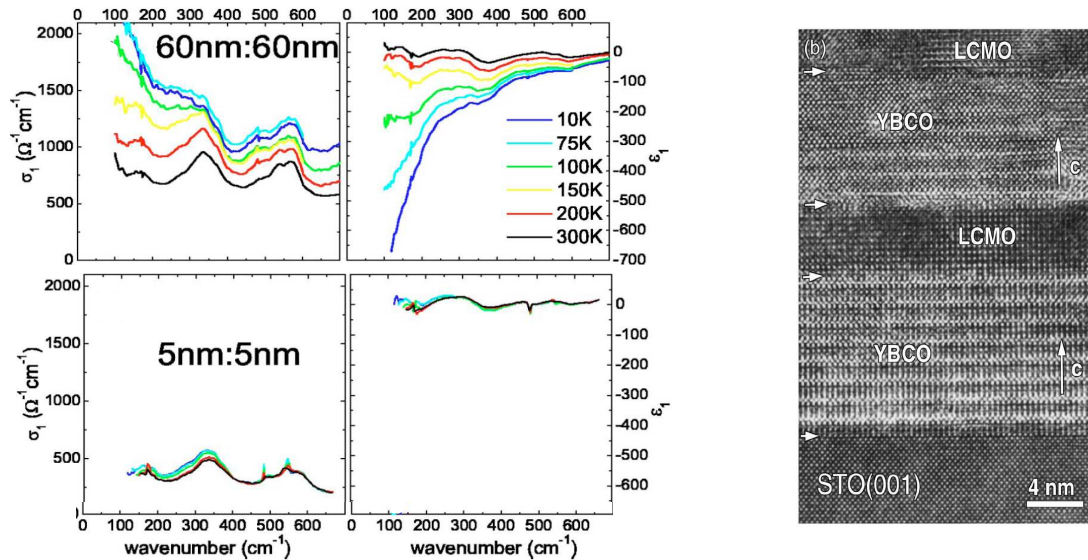 0 100 200 300 400 500 600
0 100 200 300 400 500 600
2000
1500
1000
500
0
σ₁ (Ω⁻¹cm⁻¹)
60nm:60nm
10K
75K
100K
150K
200K
300K
0
-100
-200
-300
-400
-500
-600
-700
ε₁
2000
1500
1000
500
σ₁ (Ω⁻¹cm⁻¹)
5nm:5nm
0
-100
-200
-300
-400
-500
-600
ε₁
0 100 200 300 400 500 600
0 100 200 300 400 500 600
wavenumber (cm⁻¹)
wavenumber (cm⁻¹)
(b)
LCMO
YBCO
c
LCMO
YBCO
c
STO(001)
4 nm